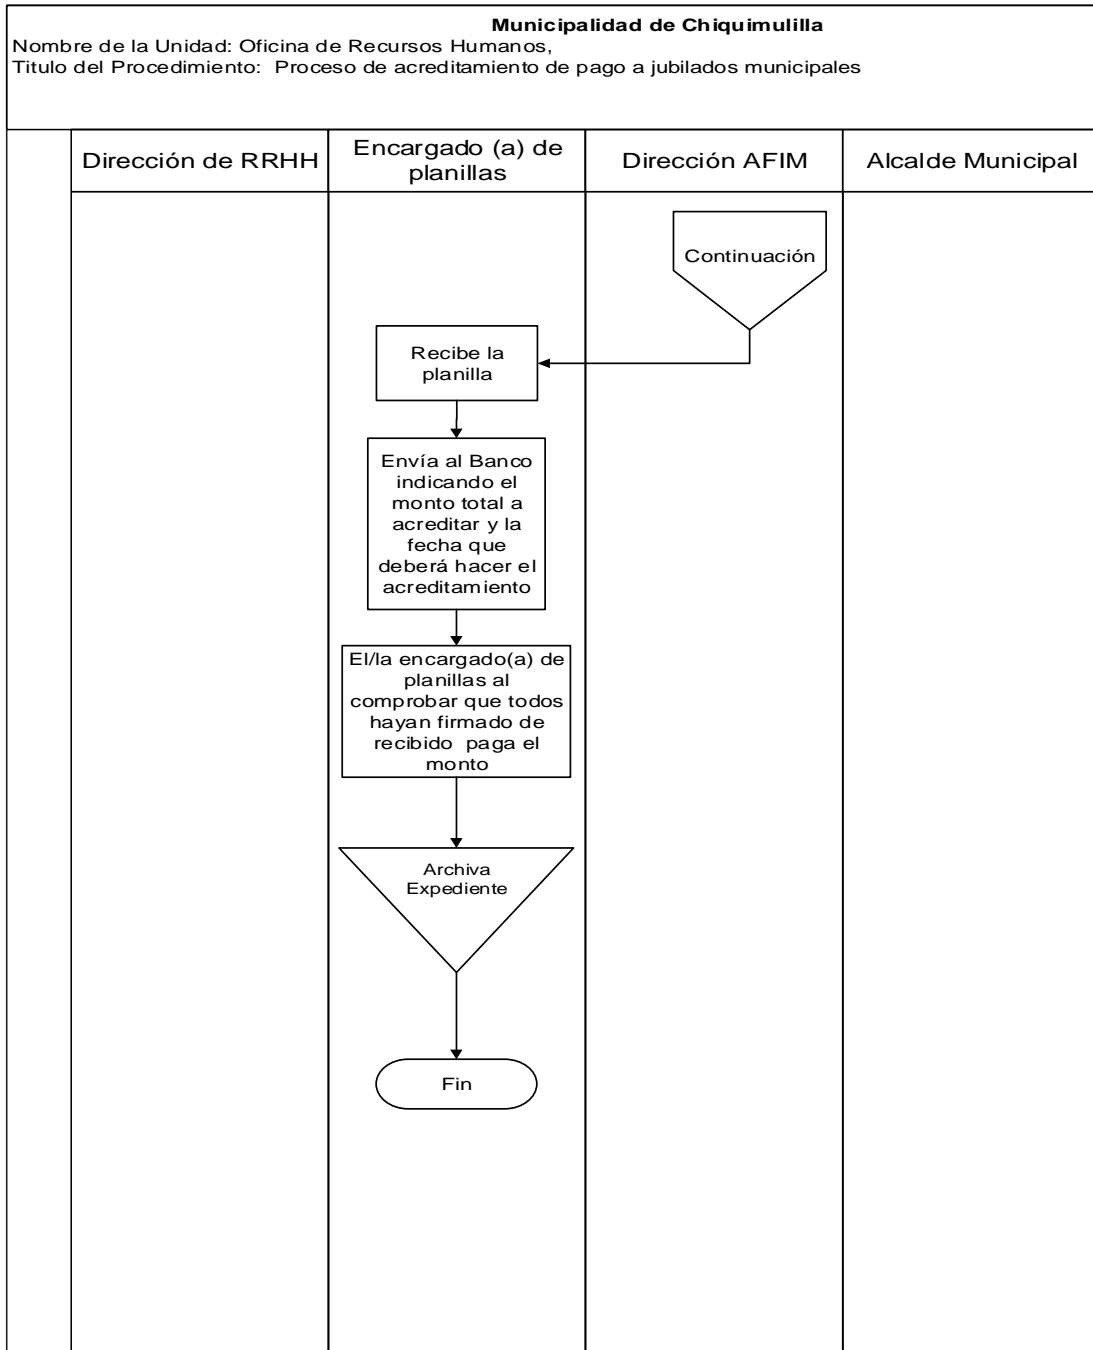 Municipalidad de Chiquimulilla
Nombre de la Unidad: Oficina de Recursos Humanos,
Titulo del Procedimiento:  Proceso de acreditamiento de pago a jubilados municipales
Dirección de RRHH
Encargado (a) de
planillas
Dirección AFIM
Alcalde Municipal
Continuación
Recibe la
planilla
Envía al Banco
indicando el
monto total a
acreditar y la
fecha que
deberá hacer el
acreditamiento
El/la encargado(a) de
planillas al
comprobar que todos
hayan firmado de
recibido  paga el
monto
Archiva
Expediente
Fin